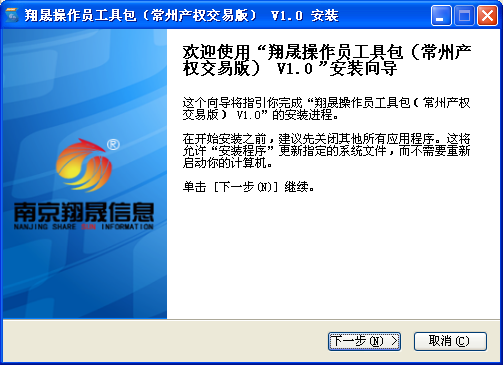 翔晟操作员工具包（常州产权交易版） V1.0 安装
欢迎使用“翔晟操作员工具包（常州产
权交易版） V1.0 ”安装向导
这个向导将指引你完成“翔晟操作员工具包（常州产权
交易版） V1.0”的安装进程。
在开始安装之前，建议先关闭其他所有应用程序。这将
允许“安装程序”更新指定的系统文件，而不需要重新
启动你的计算机。
单击 [下一步(N)] 继续。
®
南京翔晟信息
NANJING SHARE SUN INFORMATION
下一步(N) >
取消(C)